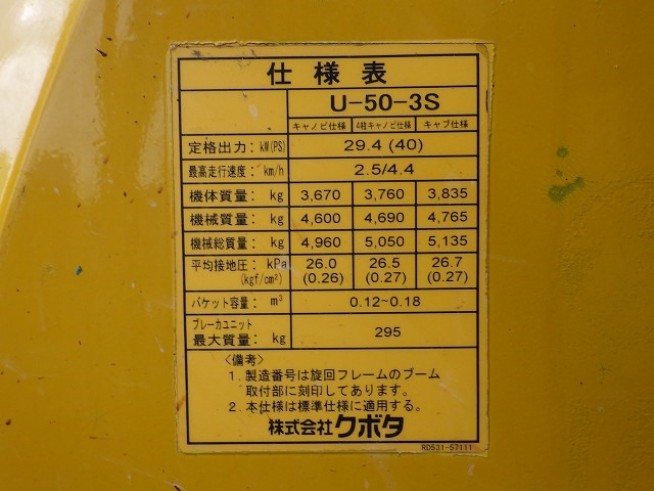 仕様表
U-50-3S
キャノピ仕様 4柱キャノピ仕様 キャブ仕様
定格出力: kW(PS) 29.4 (40)
最高走行速度: km/h 2.5/4.4
機体質量: kg 3,670 3,760 3,835
機械質量: kg 4,600 4,690 4,765
機械総質量: kg 4,960 5,050 5,135
平均接地圧: kPa 26.0 26.5 26.7
(kgf/cm²) (0.26) (0.27) (0.27)
バケット容量: m³ 0.12~0.18
ブレーカユニット
最大質量: kg 295
〈備考〉
1. 製造番号は旋回フレームのブーム
取付部に刻印してあります。
2. 本仕様は標準仕様に適用する。
株式会社クボタ
RD531-57111